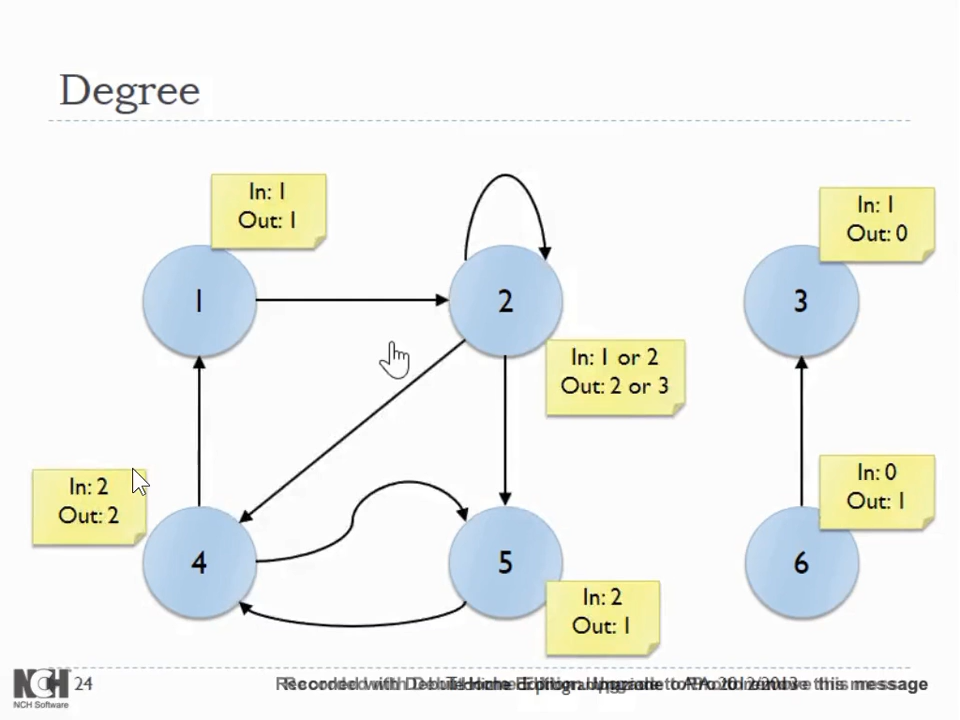 Degree
In: 1
Out: 1
In: 1
Out: 0
1
2
3
In: 1 or 2
Out: 2 or 3
In: 2
Out: 2
In: 0
Out: 1
4
5
6
In: 2
Out: 1
NCH
NCH Software
24
message